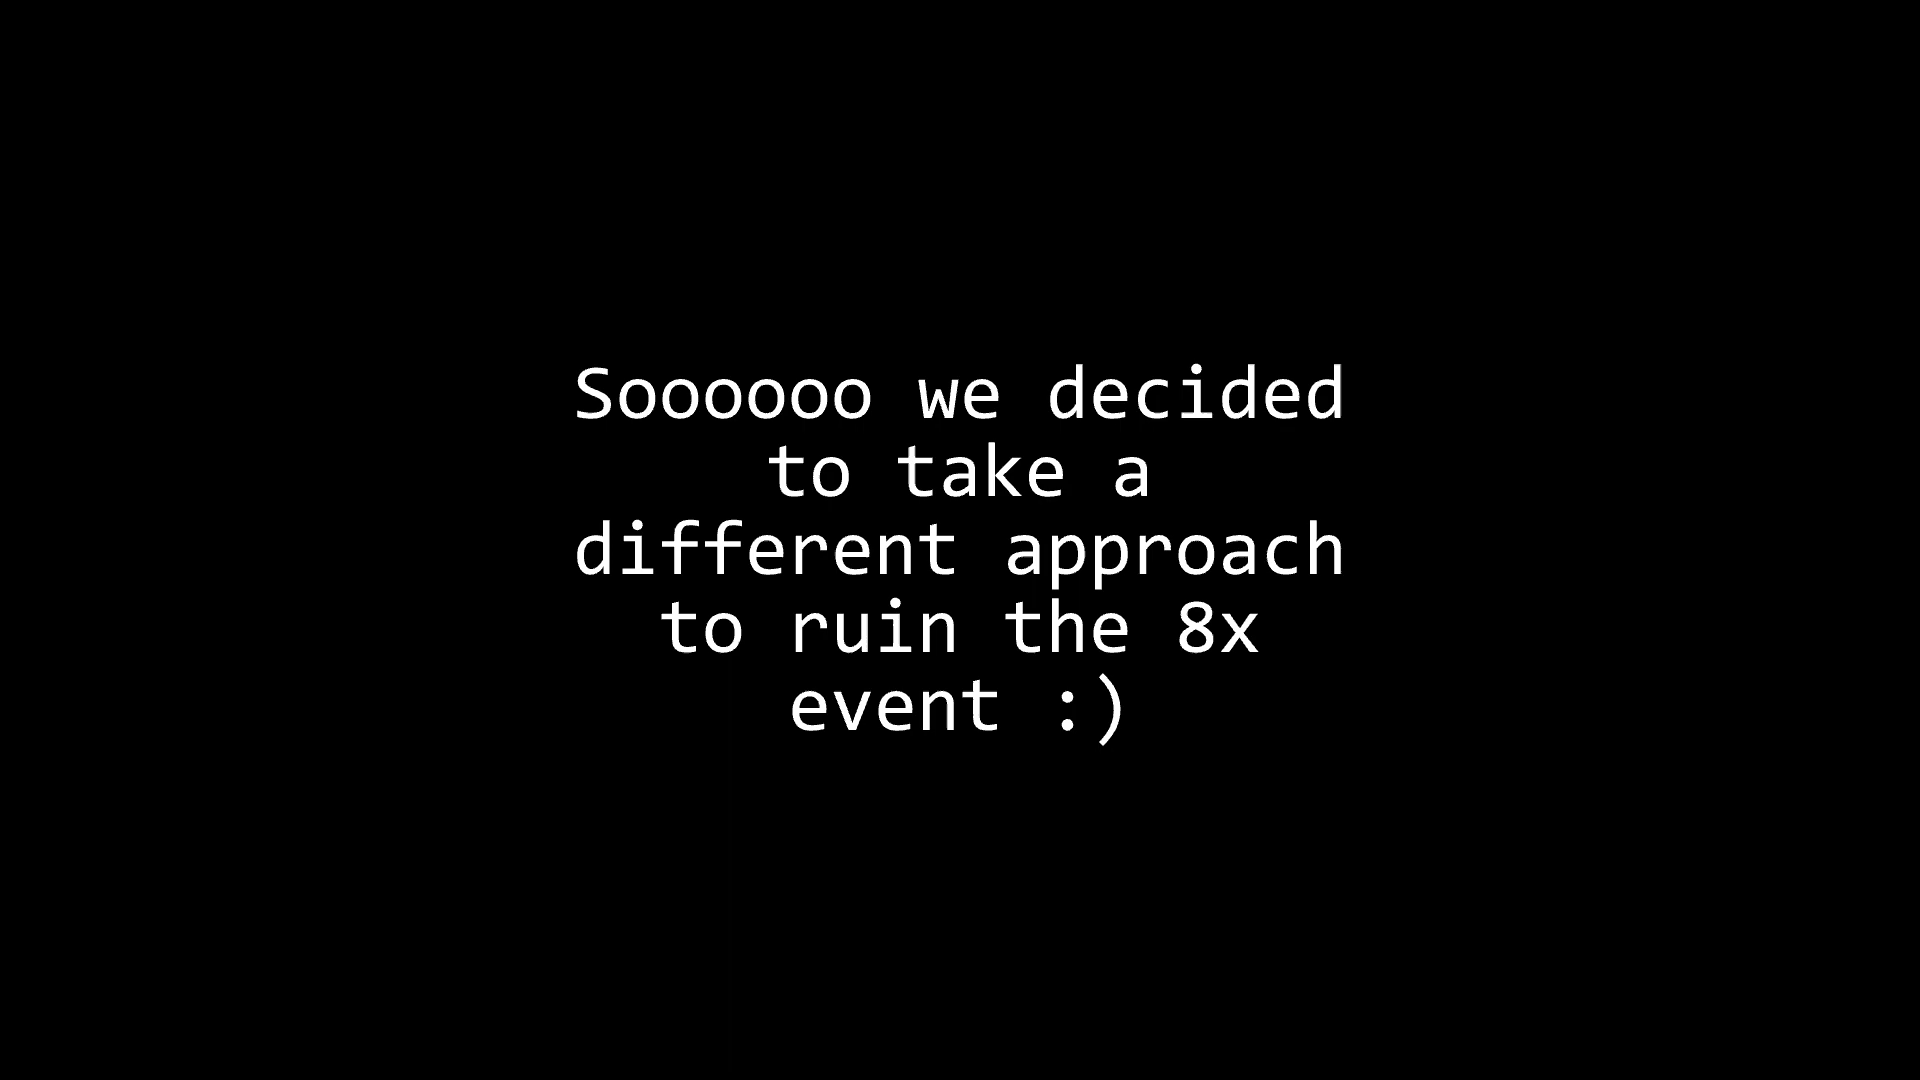 Soooooo we decided
to take a
different approach
to ruin the 8x
event :)